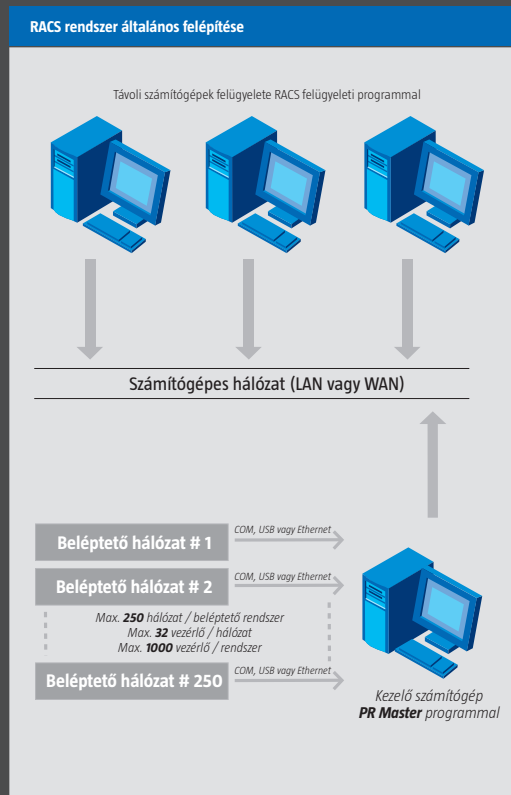 RACS rendszer általános felépítése
Távoli számítógépek felügyelete RACS felügyeleti programmal
Számítógépes hálózat (LAN vagy WAN)
Beléptető hálózat # 1
COM, USB vagy Ethernet
Beléptető hálózat # 2
COM, USB vagy Ethernet
Max. 250 hálózat / beléptető rendszer
Max. 32 vezérlő / hálózat
Max. 1000 vezérlő / rendszer
Beléptető hálózat # 250
COM, USB vagy Ethernet
Kezelő számítógép
PR Master programmal